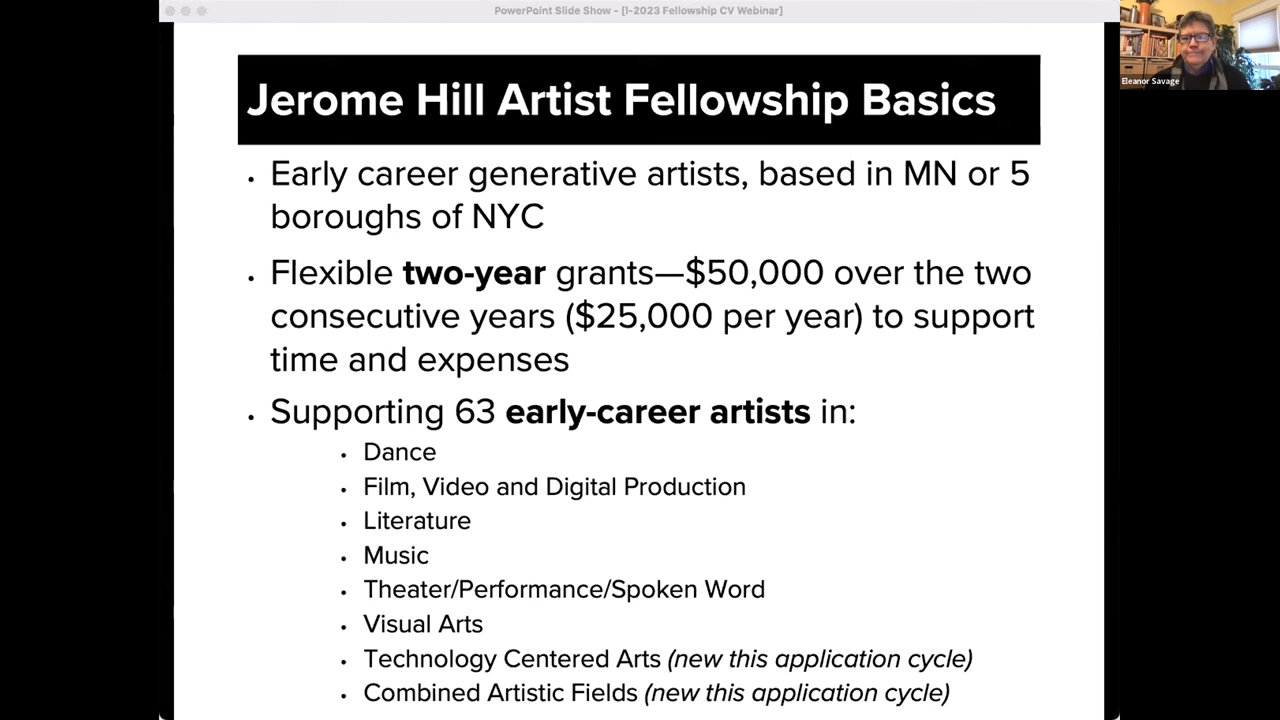 PowerPoint Slide Show - [I-2023 Fellowship CV Webinar]
Eleanor Savage
Jerome Hill Artist Fellowship Basics
• Early career generative artists, based in MN or 5
boroughs of NYC
• Flexible two-year grants—$50,000 over the two
consecutive years ($25,000 per year) to support
time and expenses
• Supporting 63 early-career artists in:
• Dance
• Film, Video and Digital Production
• Literature
• Music
• Theater/Performance/Spoken Word
• Visual Arts
• Technology Centered Arts (new this application cycle)
• Combined Artistic Fields (new this application cycle)